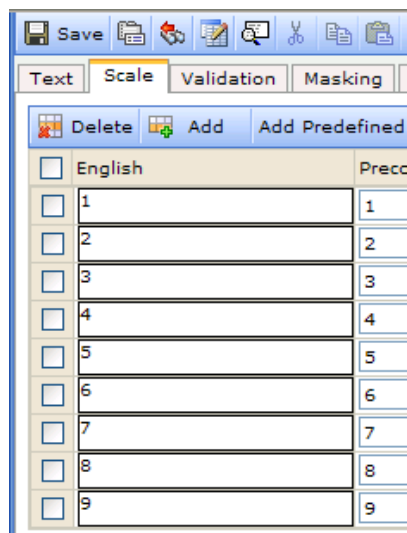 Save
Text Scale Validation Masking
Delete Add Add Predefined
English Preco
1 1
2 2
3 3
4 4
5 5
6 6
7 7
8 8
9 9